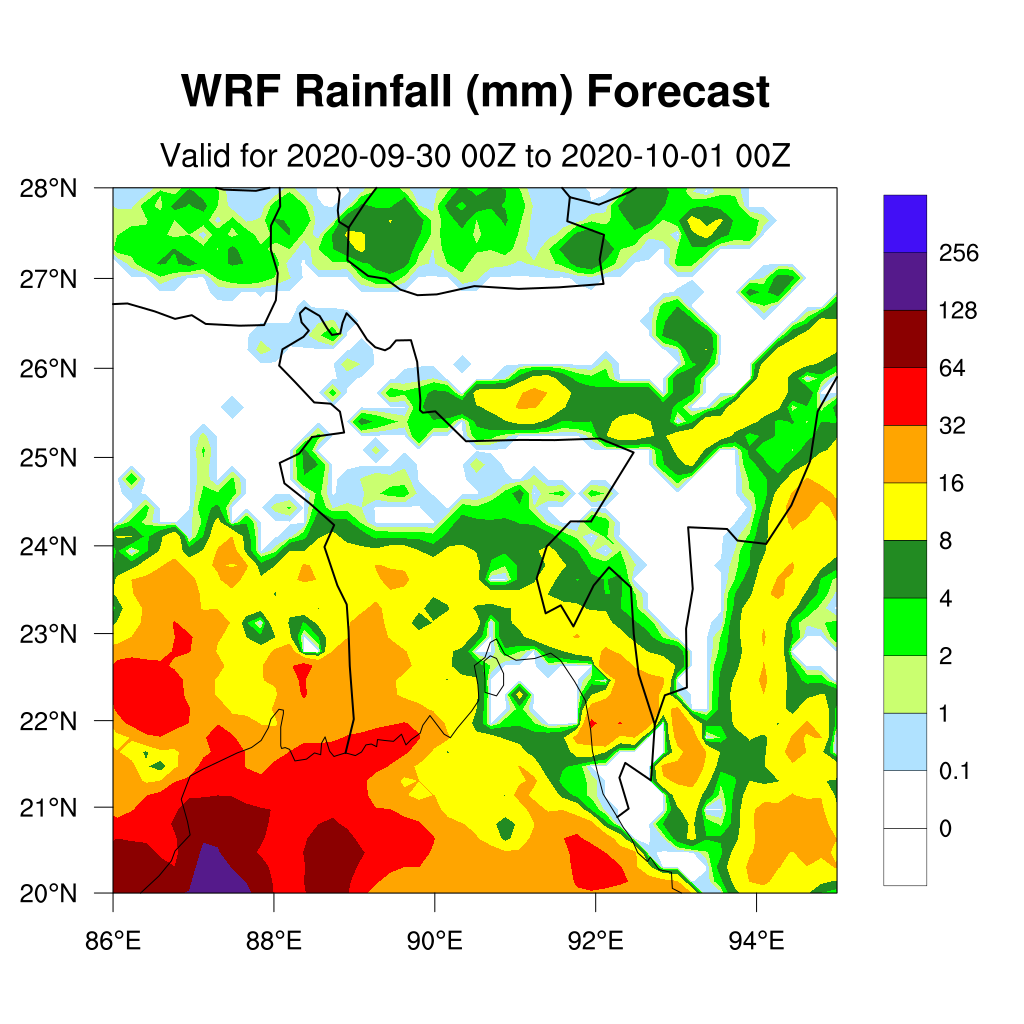 WRF Rainfall (mm) Forecast
Valid for 2020-09-30 00Z to 2020-10-01 00Z
28°N
27°N
26°N
25°N
24°N
23°N
22°N
21°N
20°N
86°E 88°E 90°E 92°E 94°E
256
128
64
32
16
8
4
2
1
0.1
0